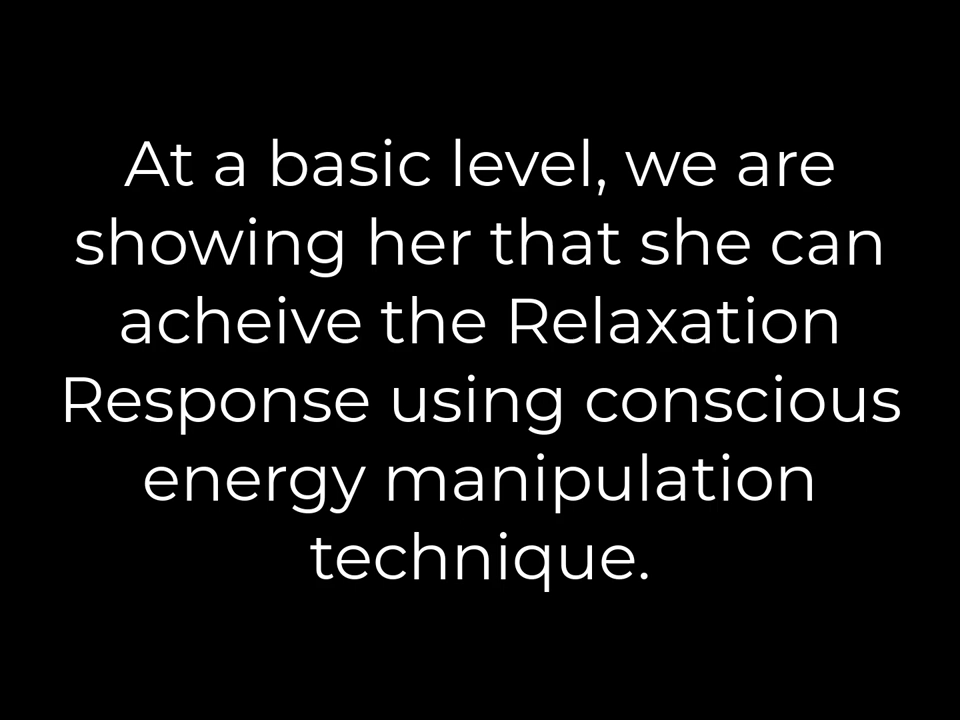 At a basic level, we are
showing her that she can
acheive the Relaxation
Response using conscious
energy manipulation
technique.